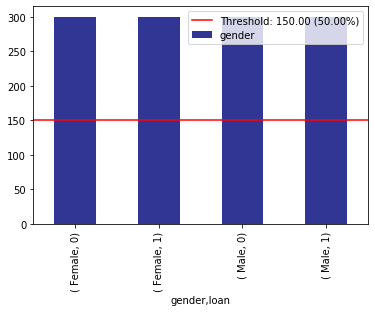 Threshold: 150.00 (50.00%)
gender
300
250
200
150
100
50
0
( Female, 0)
( Female, 1)
( Male, 0)
( Male, 1)
gender,loan